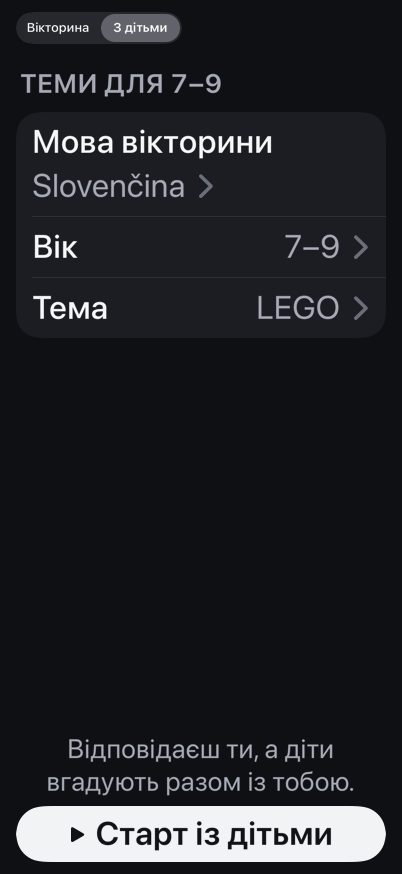 Вікторина З дітьми
ТЕМИ ДЛЯ 7–9
Мова вікторини
Slovenčina
Вік 7–9
Тема LEGO
Відповідаєш ти, а діти
вгадують разом із тобою.
Старт із дітьми